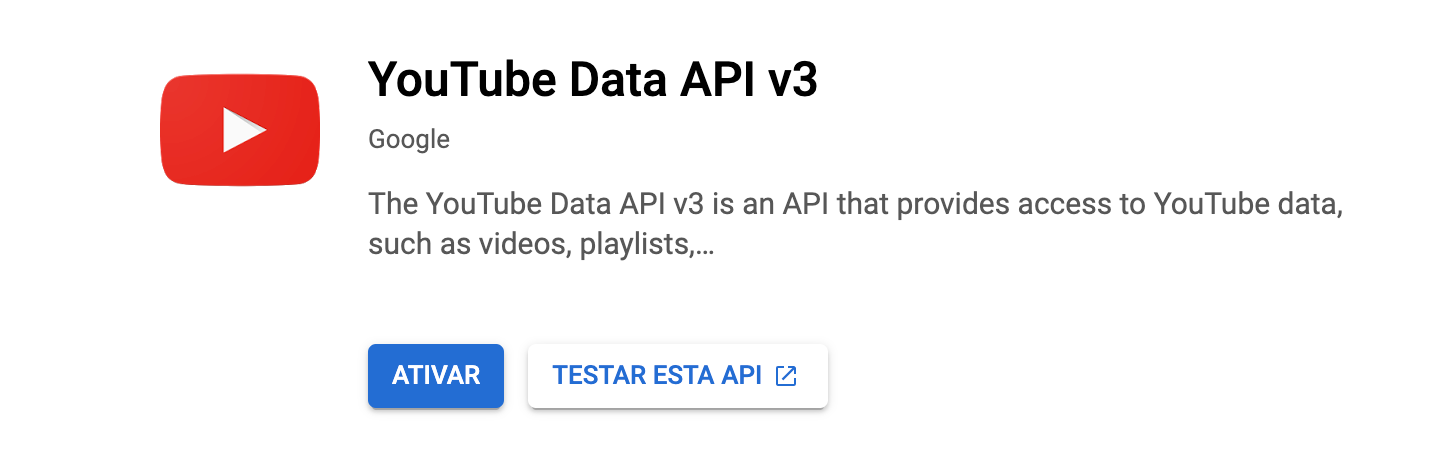 YouTube Data API v3
Google
The YouTube Data API v3 is an API that provides access to YouTube data,
such as videos, playlists,...
ATIVAR
TESTAR ESTA API